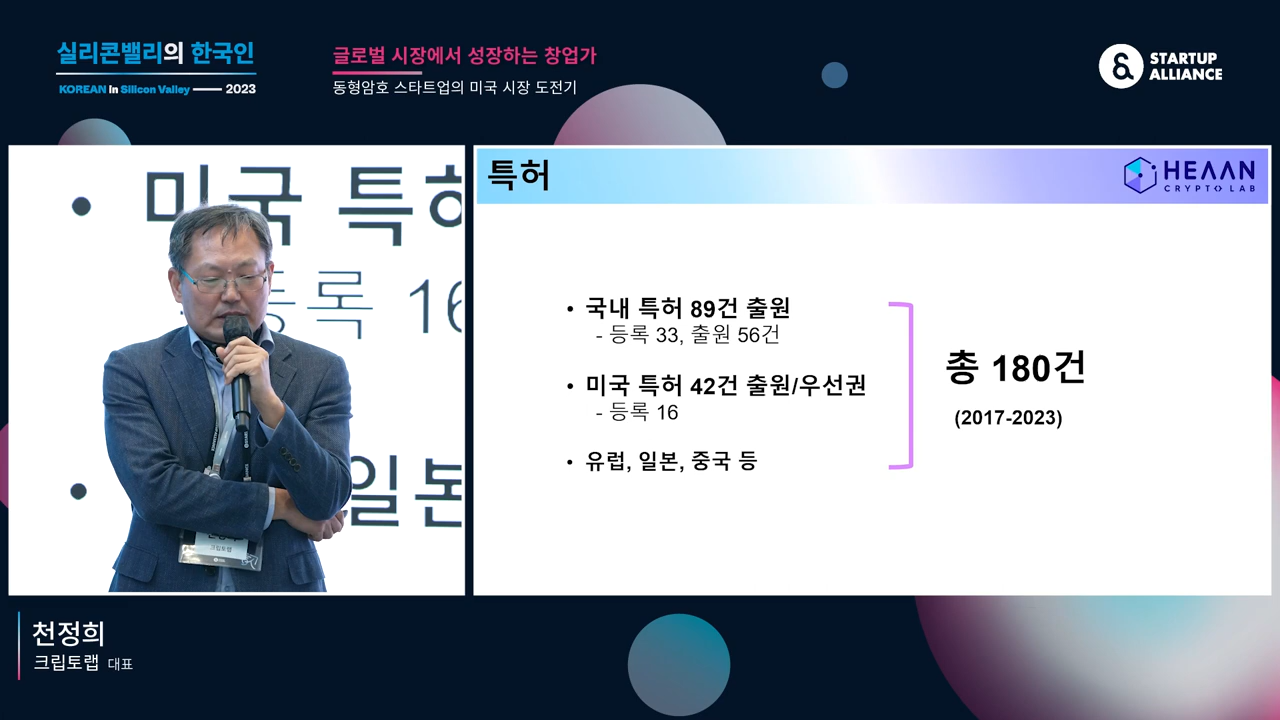 실리콘밸리의 한국인
KOREAN in Silicon Valley 2023
글로벌 시장에서 성장하는 창업가
동형암호 스타트업의 미국 시장 도전기
STARTUP
ALLIANCE
• 미국 특허
등록 16
• 일본
크립토랩
특허
HEAAN
CRYPTO LAB
• 국내 특허 89건 출원
- 등록 33, 출원 56건
• 미국 특허 42건 출원/우선권
- 등록 16
• 유럽, 일본, 중국 등
총 180건
(2017-2023)
천정희
크립토랩 대표